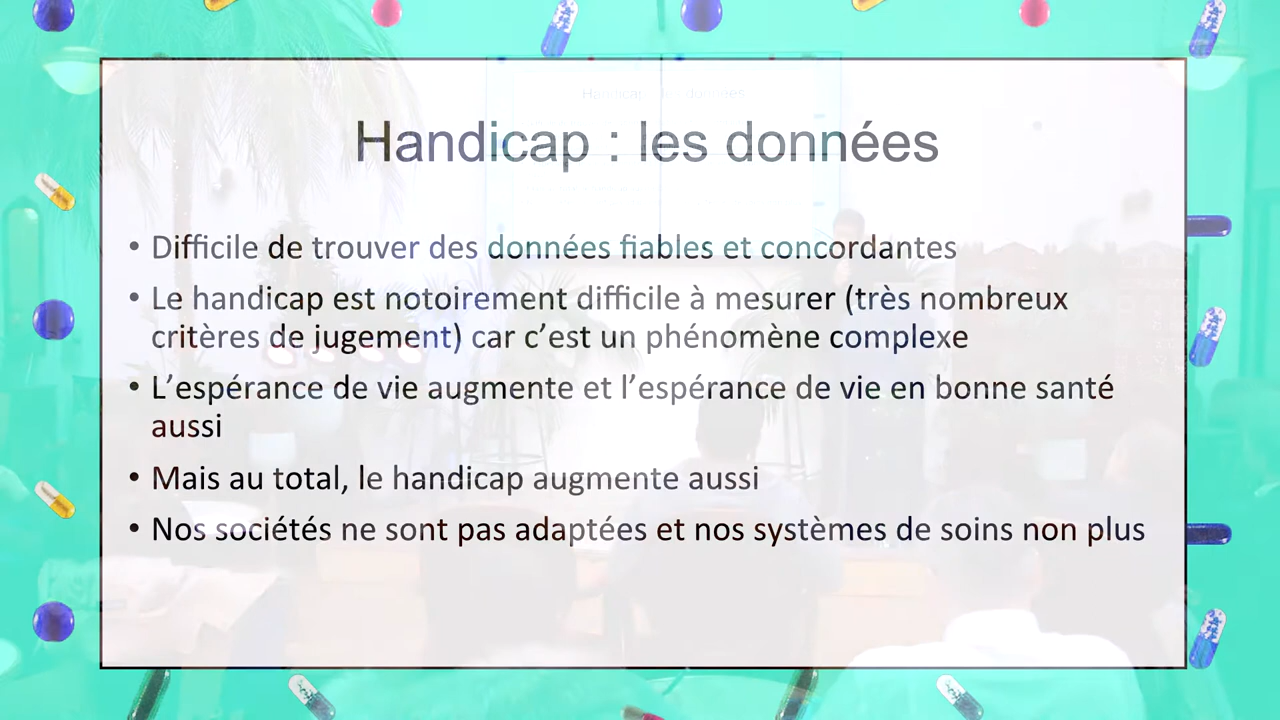 Handicap : les données
• Difficile de trouver des données fiables et concordantes
• Le handicap est notoirement difficile à mesurer (très nombreux
critères de jugement) car c’est un phénomène complexe
• L’espérance de vie augmente et l’espérance de vie en bonne santé
aussi
• Mais au total, le handicap augmente aussi
• Nos sociétés ne sont pas adaptées et nos systèmes de soins non plus